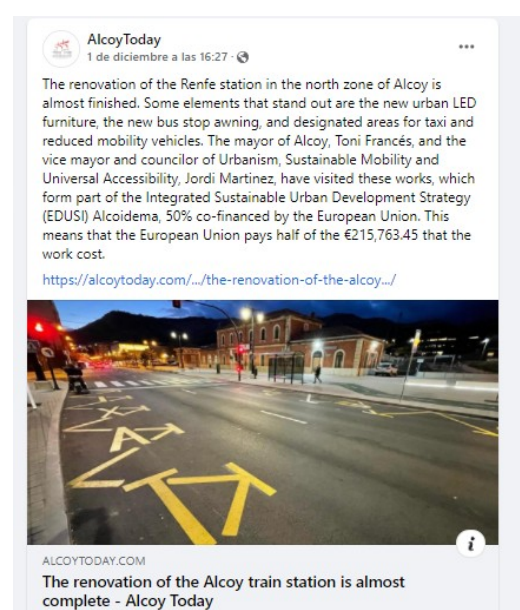 AlcoyToday
1 de diciembre a las 16:27 ·
The renovation of the Renfe station in the north zone of Alcoy is
almost finished. Some elements that stand out are the new urban LED
furniture, the new bus stop awning, and designated areas for taxi and
reduced mobility vehicles. The mayor of Alcoy, Toni Francés, and the
vice mayor and councilor of Urbanism, Sustainable Mobility and
Universal Accessibility, Jordi Martinez, have visited these works, which
form part of the Integrated Sustainable Urban Development Strategy
(EDUSI) Alcoidema, 50% co-financed by the European Union. This
means that the European Union pays half of the €215,763.45 that the
work cost.
https://alcoytoday.com/.../the-renovation-of-the-alcoy.../
ALCOYTODAY.COM
The renovation of the Alcoy train station is almost
complete - Alcoy Today